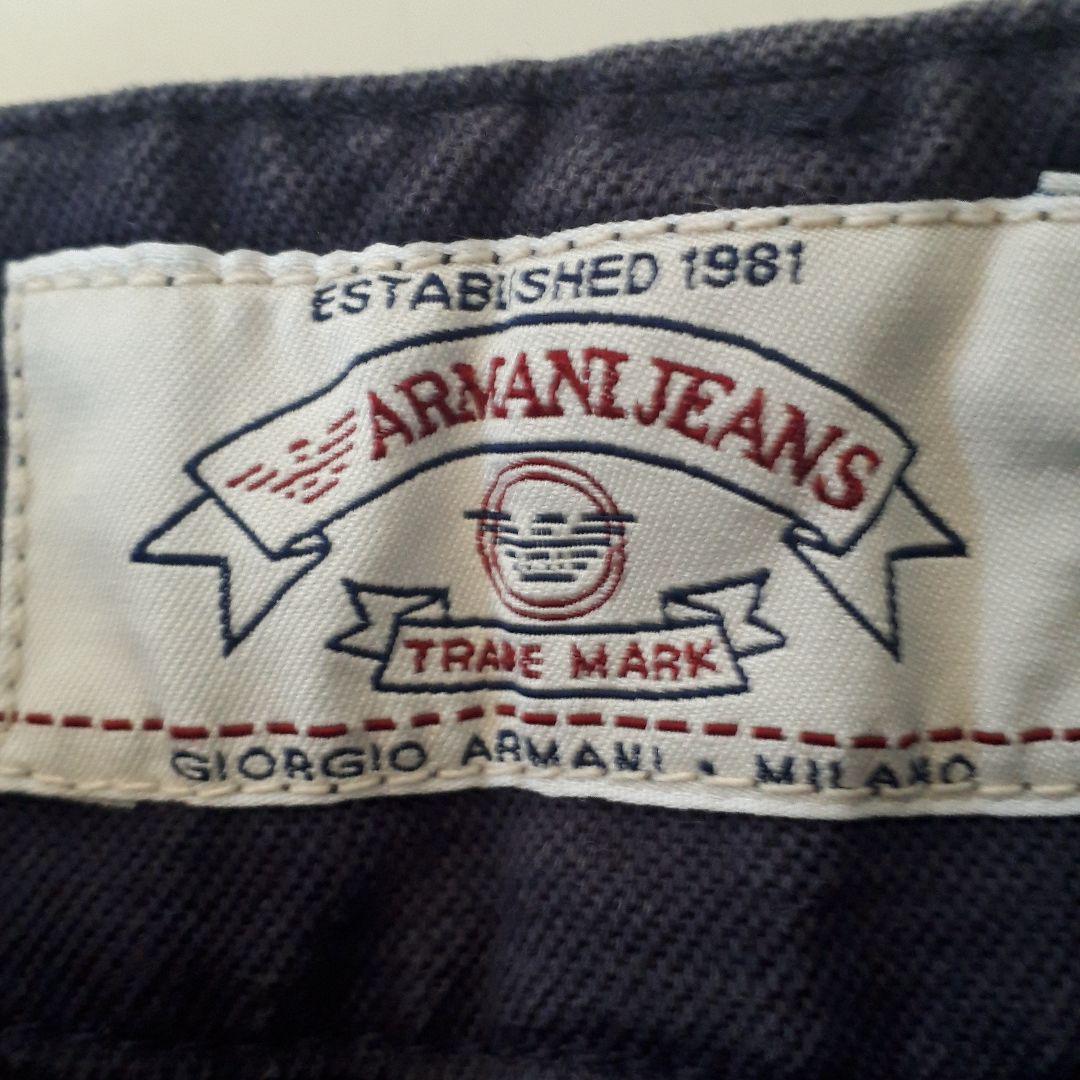 ESTABLISHED 1981
ARMANI JEANS
TRADE MARK
GIORGIO ARMANI • MILANO